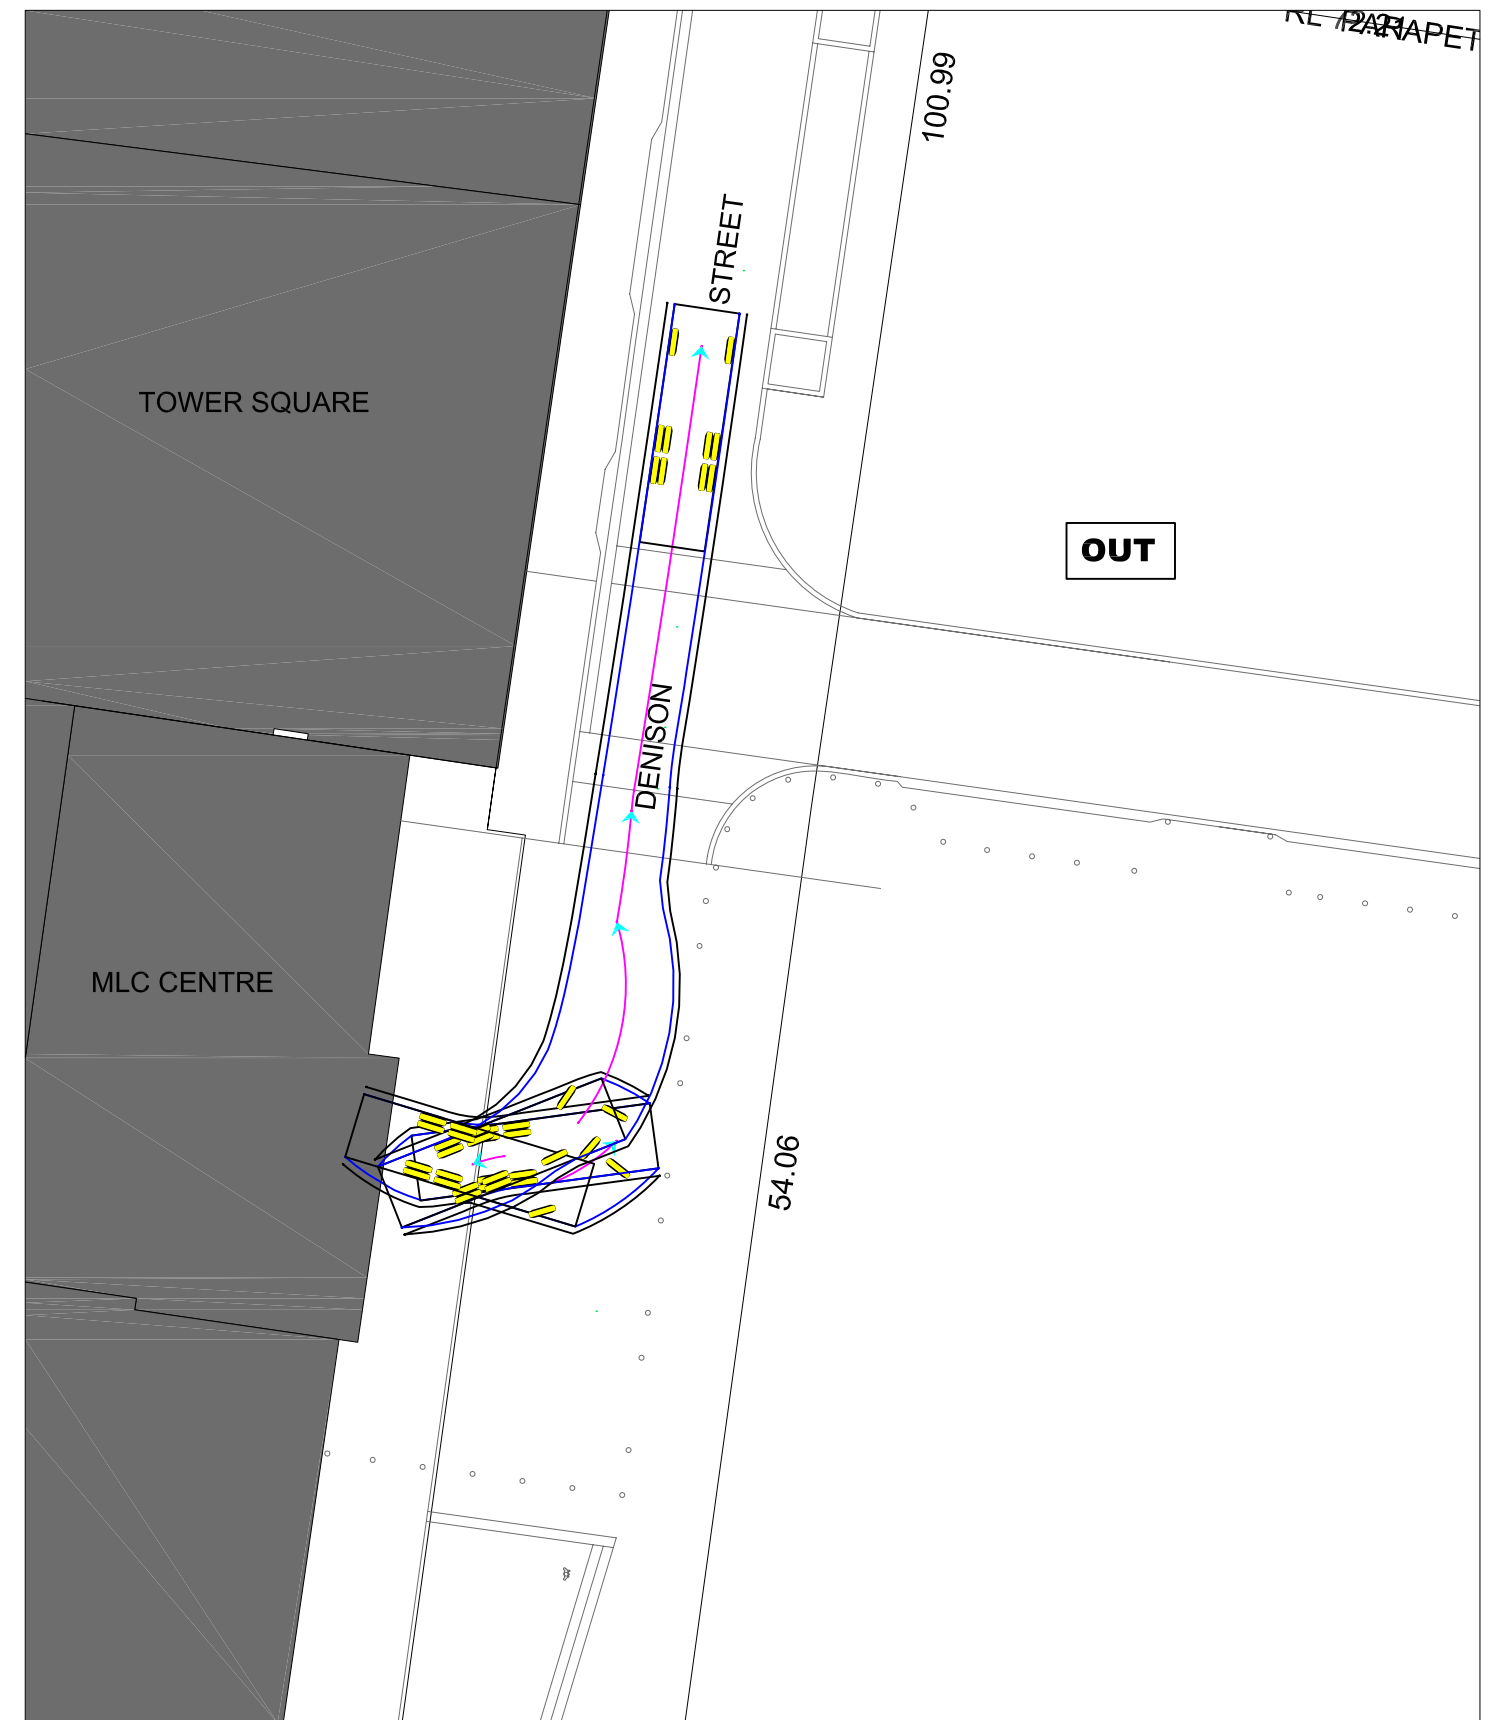 PARAPET
100.99
STREET
TOWER SQUARE
OUT
DENISON
MLC CENTRE
54.06